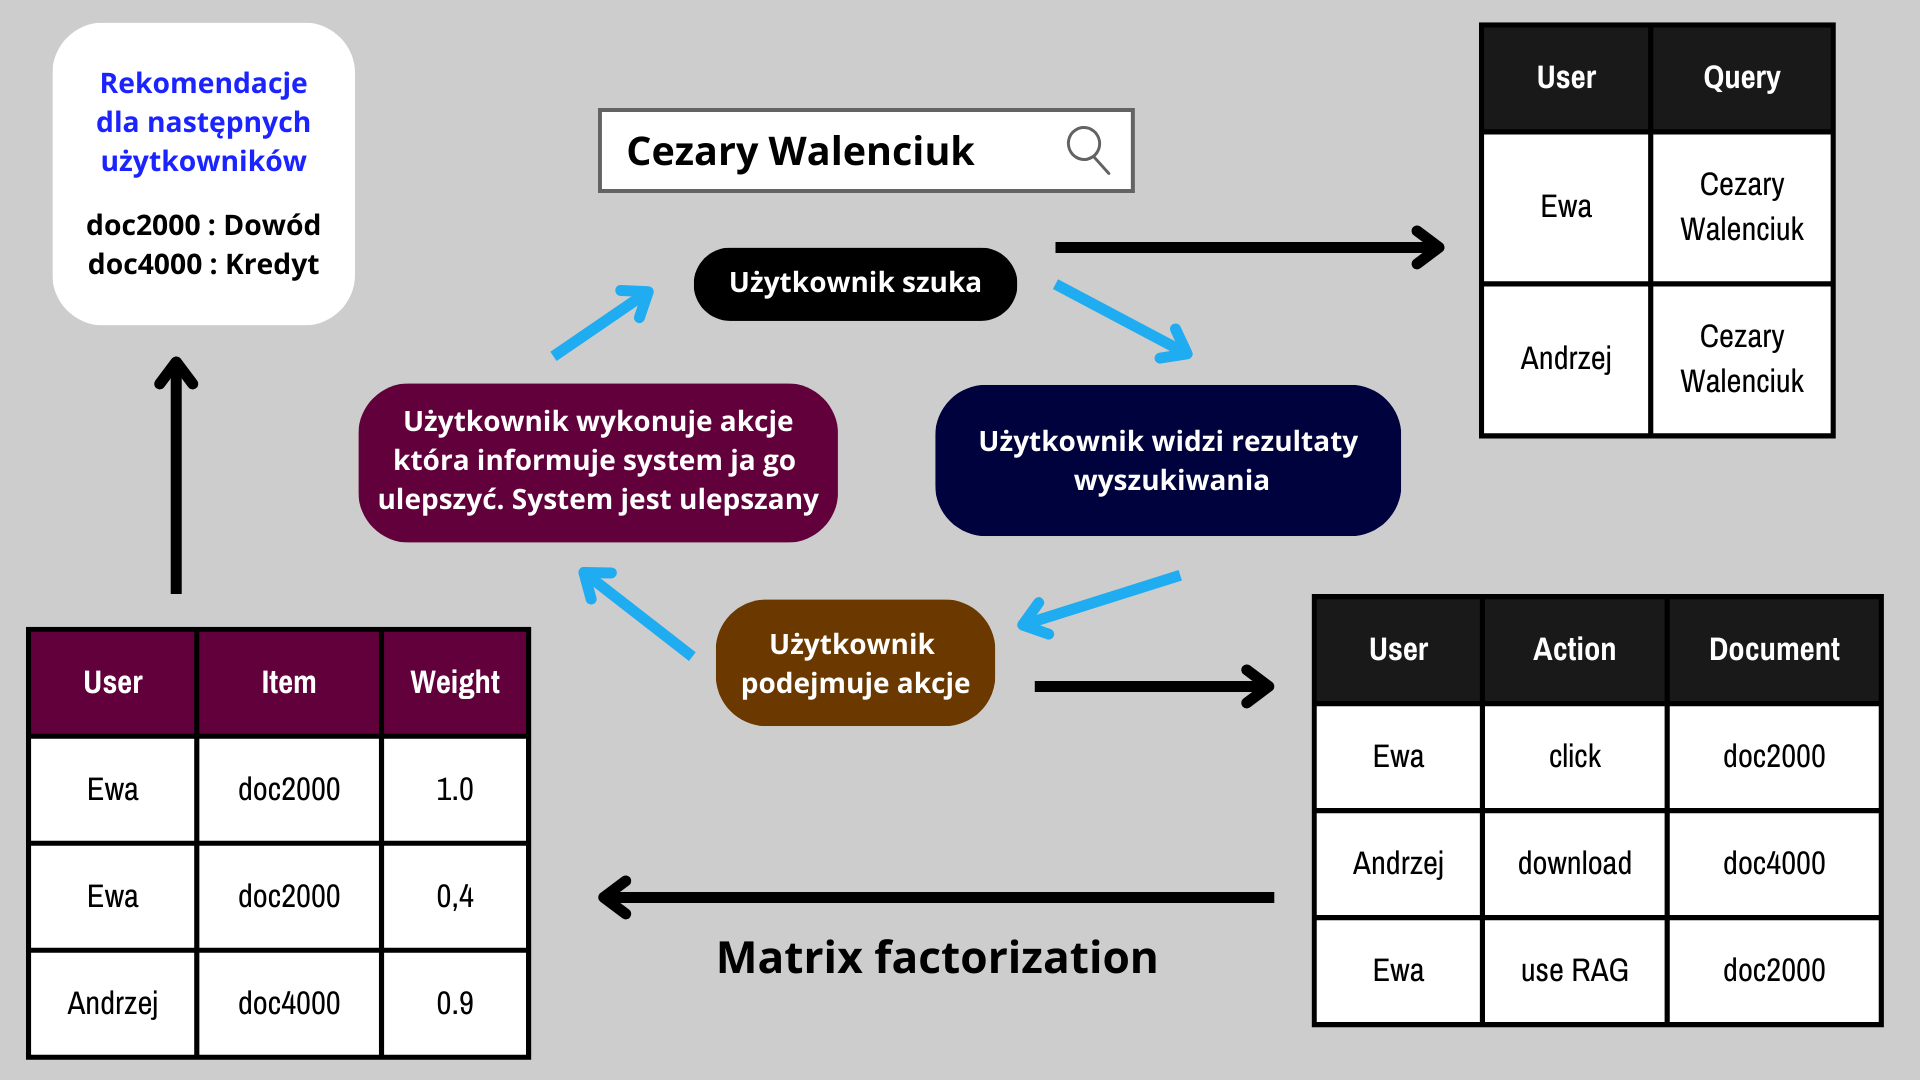 Rekomendacje
dla następnych
użytkowników
doc2000 : Dowód
doc4000 : Kredyt
Cezary Walenciuk
User Query
Ewa Cezary
Walenciuk
Andrzej Cezary
Walenciuk
Użytkownik szuka
Użytkownik widzi rezultaty
wyszukiwania
Użytkownik
podejmuje akcje
Użytkownik wykonuje akcje
która informuje system ja go
ulepszyć. System jest ulepszany
User Action Document
Ewa click doc2000
Andrzej download doc4000
Ewa use RAG doc2000
Matrix factorization
User Item Weight
Ewa doc2000 1.0
Ewa doc2000 0,4
Andrzej doc4000 0.9